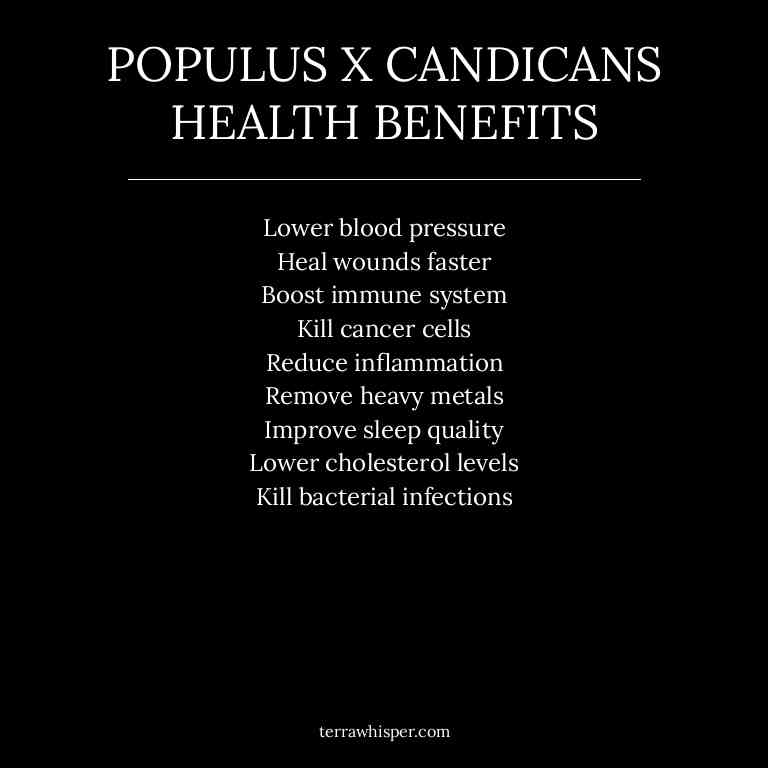 POPULUS X CANDICANS
HEALTH BENEFITS
Lower blood pressure
Heal wounds faster
Boost immune system
Kill cancer cells
Reduce inflammation
Remove heavy metals
Improve sleep quality
Lower cholesterol levels
Kill bacterial infections
terrawhisper.com